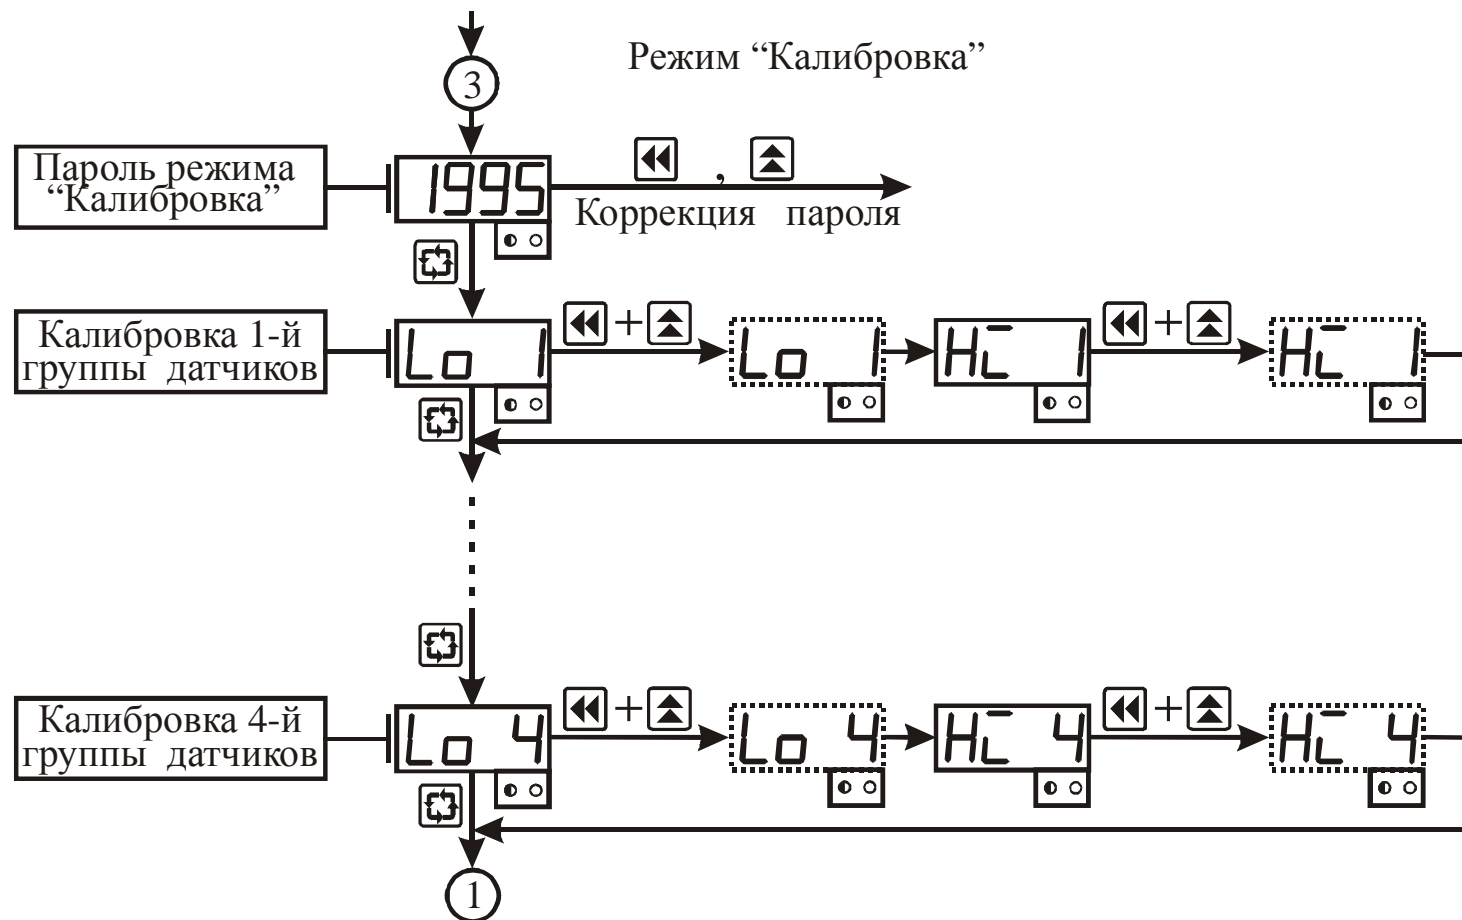 Режим “Калибровка”
3
Пароль режима
“Калибровка”
1995
,
Коррекция пароля
Калибровка 1-й
группы датчиков
Lo 1
+
Lo 1
Hi 1
+
Hi 1
Калибровка 4-й
группы датчиков
Lo 4
+
Lo 4
Hi 4
+
Hi 4
1